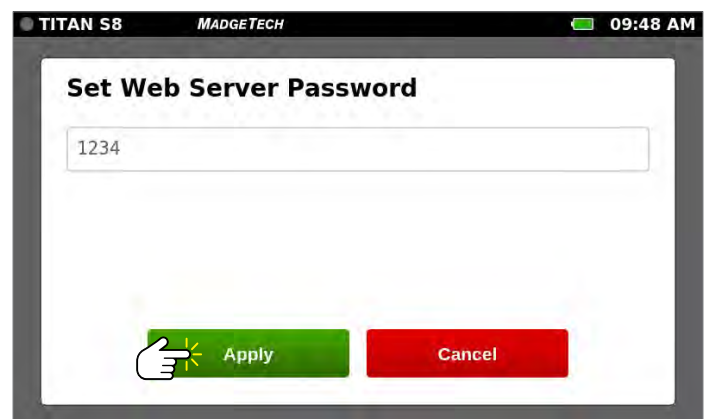 TITAN S8 MADGETECH 09:48 AM
Set Web Server Password
1234
Apply Cancel